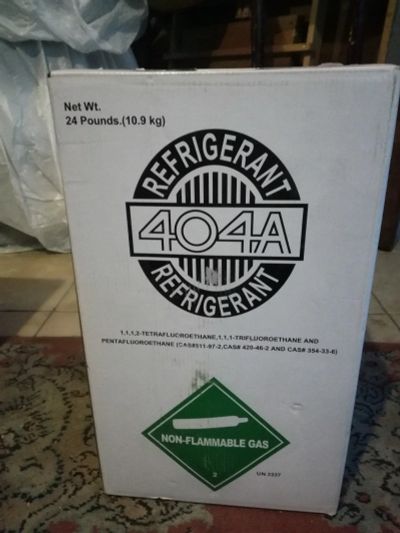 Net Wt.
24 Pounds.(10.9 kg)
REFRIGERANT
404A
REFRIGERANT
1,1,1,2-TETRAFLUOROETHANE,1,1,1-TRIFLUOROETHANE AND
PENTAFLUOROETHANE (CAS#811-97-2,CAS# 420-46-2 AND CAS# 354-33-6)
NON-FLAMMABLE GAS
2
UN 3337